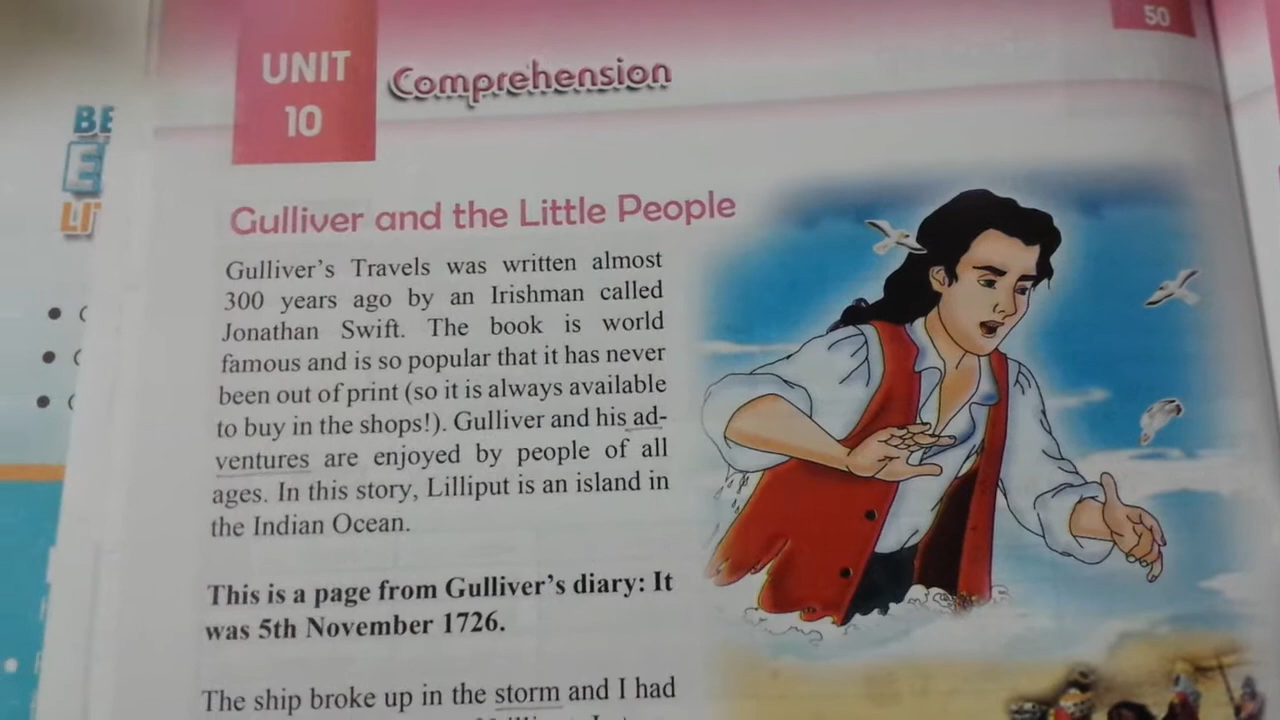 50
UNIT
10
Comprehension
BE
E
LIT
Gulliver and the Little People
Gulliver's Travels was written almost
300 years ago by an Irishman called
Jonathan Swift. The book is world
famous and is so popular that it has never
been out of print (so it is always available
to buy in the shops!). Gulliver and his ad-
ventures are enjoyed by people of all
ages. In this story, Lilliput is an island in
the Indian Ocean.
This is a page from Gulliver's diary: It
was 5th November 1726.
The ship broke up in the storm and I had